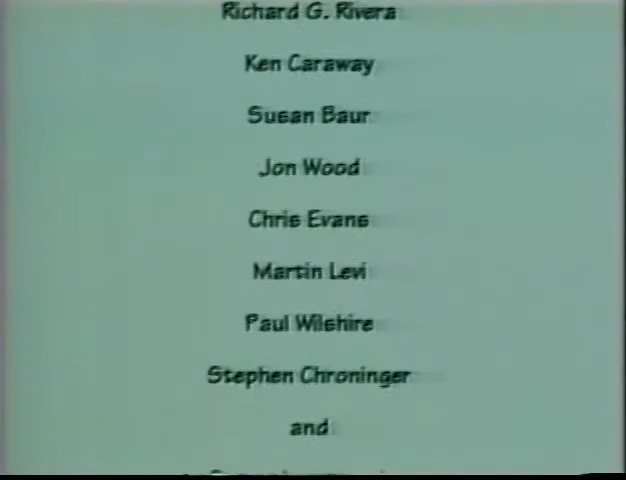 Richard G. Rivera
Ken Caraway
Susan Baur
Jon Wood
Chris Evans
Martin Levi
Paul Wilshire
Stephen Chroninger
and